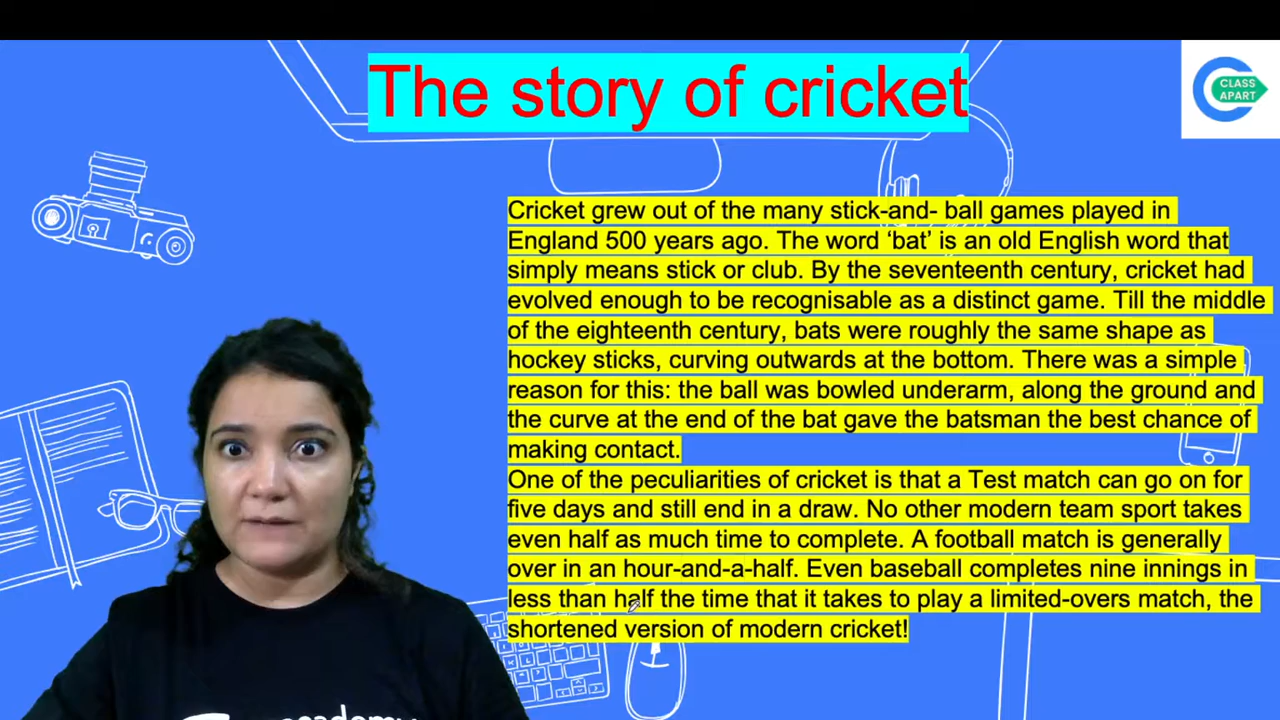 The story of cricket
CLASS
APART
Cricket grew out of the many stick-and- ball games played in
England 500 years ago. The word ‘bat’ is an old English word that
simply means stick or club. By the seventeenth century, cricket had
evolved enough to be recognisable as a distinct game. Till the middle
of the eighteenth century, bats were roughly the same shape as
hockey sticks, curving outwards at the bottom. There was a simple
reason for this: the ball was bowled underarm, along the ground and
the curve at the end of the bat gave the batsman the best chance of
making contact.
One of the peculiarities of cricket is that a Test match can go on for
five days and still end in a draw. No other modern team sport takes
even half as much time to complete. A football match is generally
over in an hour-and-a-half. Even baseball completes nine innings in
less than half the time that it takes to play a limited-overs match, the
shortened version of modern cricket!